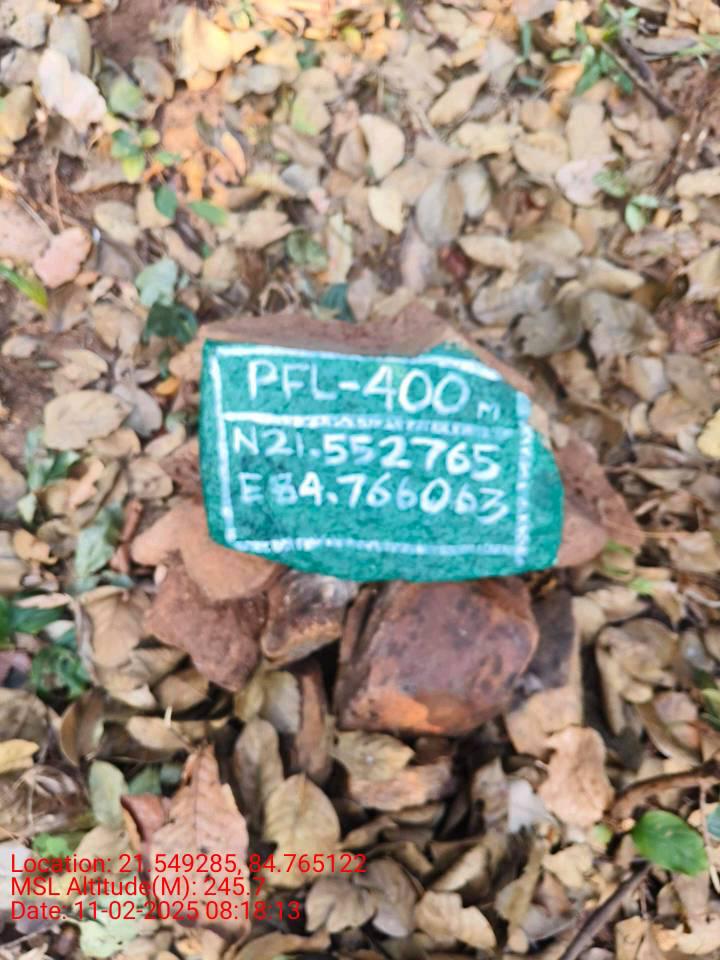 PFL-400 M
N21.552765
E84.766063
Location: 21.549285, 84.765122
MSL Altitude(M): 245.7
Date: 11-02-2025 08:18:13